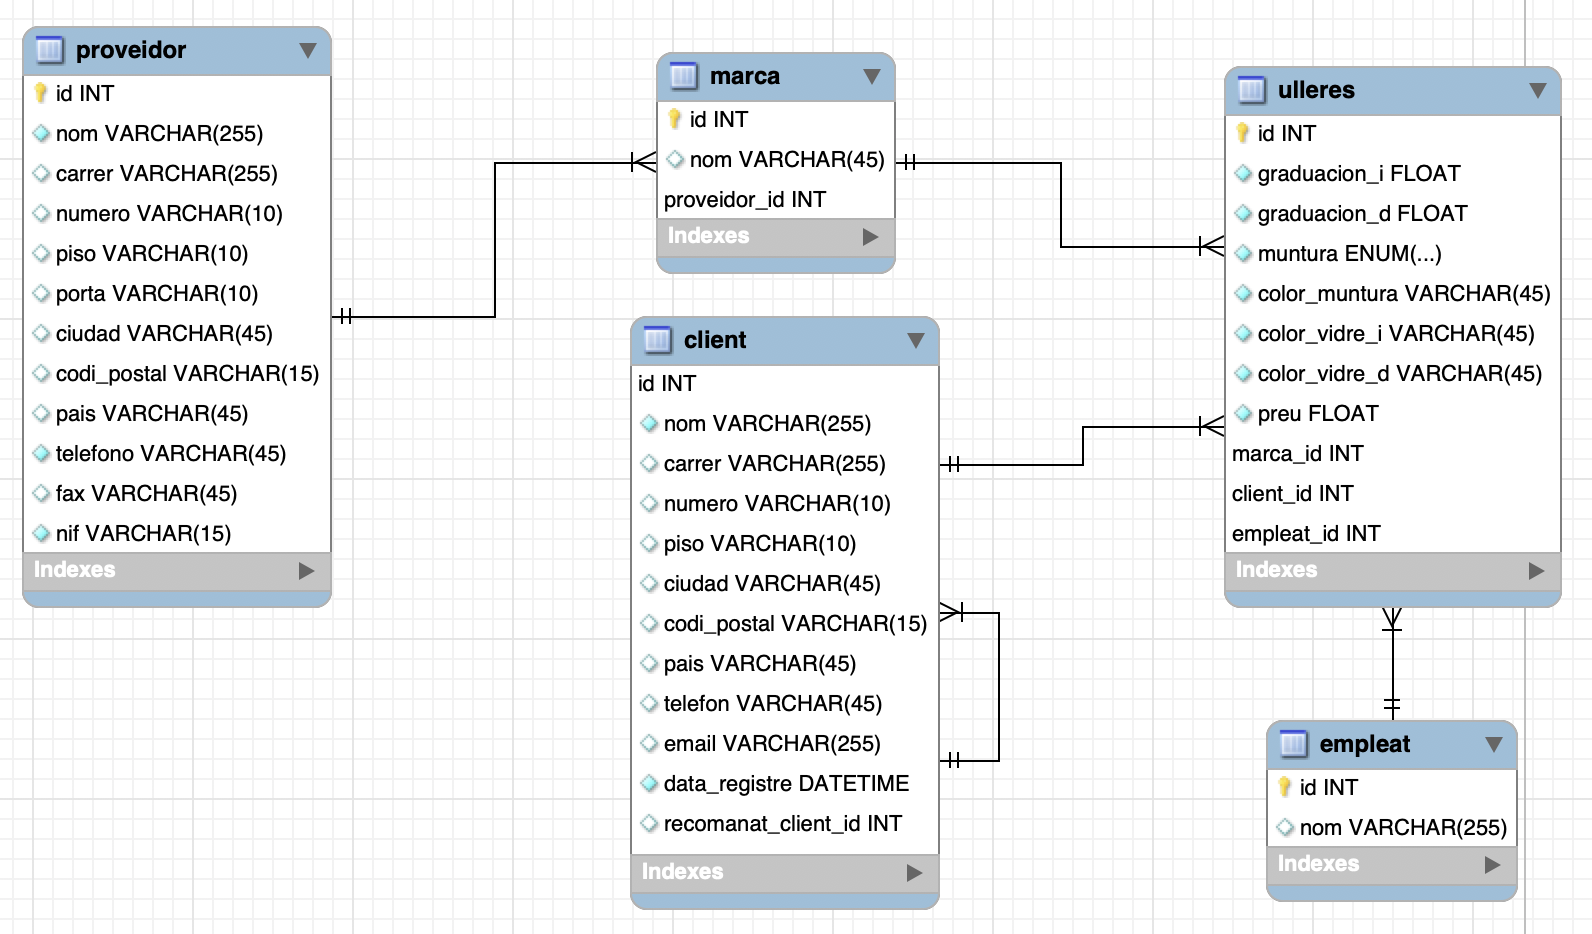 proveidor
id INT
nom VARCHAR(255)
carrer VARCHAR(255)
numero VARCHAR(10)
piso VARCHAR(10)
porta VARCHAR(10)
ciudad VARCHAR(45)
codi_postal VARCHAR(15)
pais VARCHAR(45)
telefono VARCHAR(45)
fax VARCHAR(45)
nif VARCHAR(15)
Indexes
marca
id INT
nom VARCHAR(45)
proveidor_id INT
Indexes
client
id INT
nom VARCHAR(255)
carrer VARCHAR(255)
numero VARCHAR(10)
piso VARCHAR(10)
ciudad VARCHAR(45)
codi_postal VARCHAR(15)
pais VARCHAR(45)
telefon VARCHAR(45)
email VARCHAR(255)
data_registre DATETIME
recomanat_client_id INT
Indexes
ulleres
id INT
graduacion_i FLOAT
graduacion_d FLOAT
muntura ENUM(...)
color_muntura VARCHAR(45)
color_vidre_i VARCHAR(45)
color_vidre_d VARCHAR(45)
preu FLOAT
marca_id INT
client_id INT
empleat_id INT
Indexes
empleat
id INT
nom VARCHAR(255)
Indexes